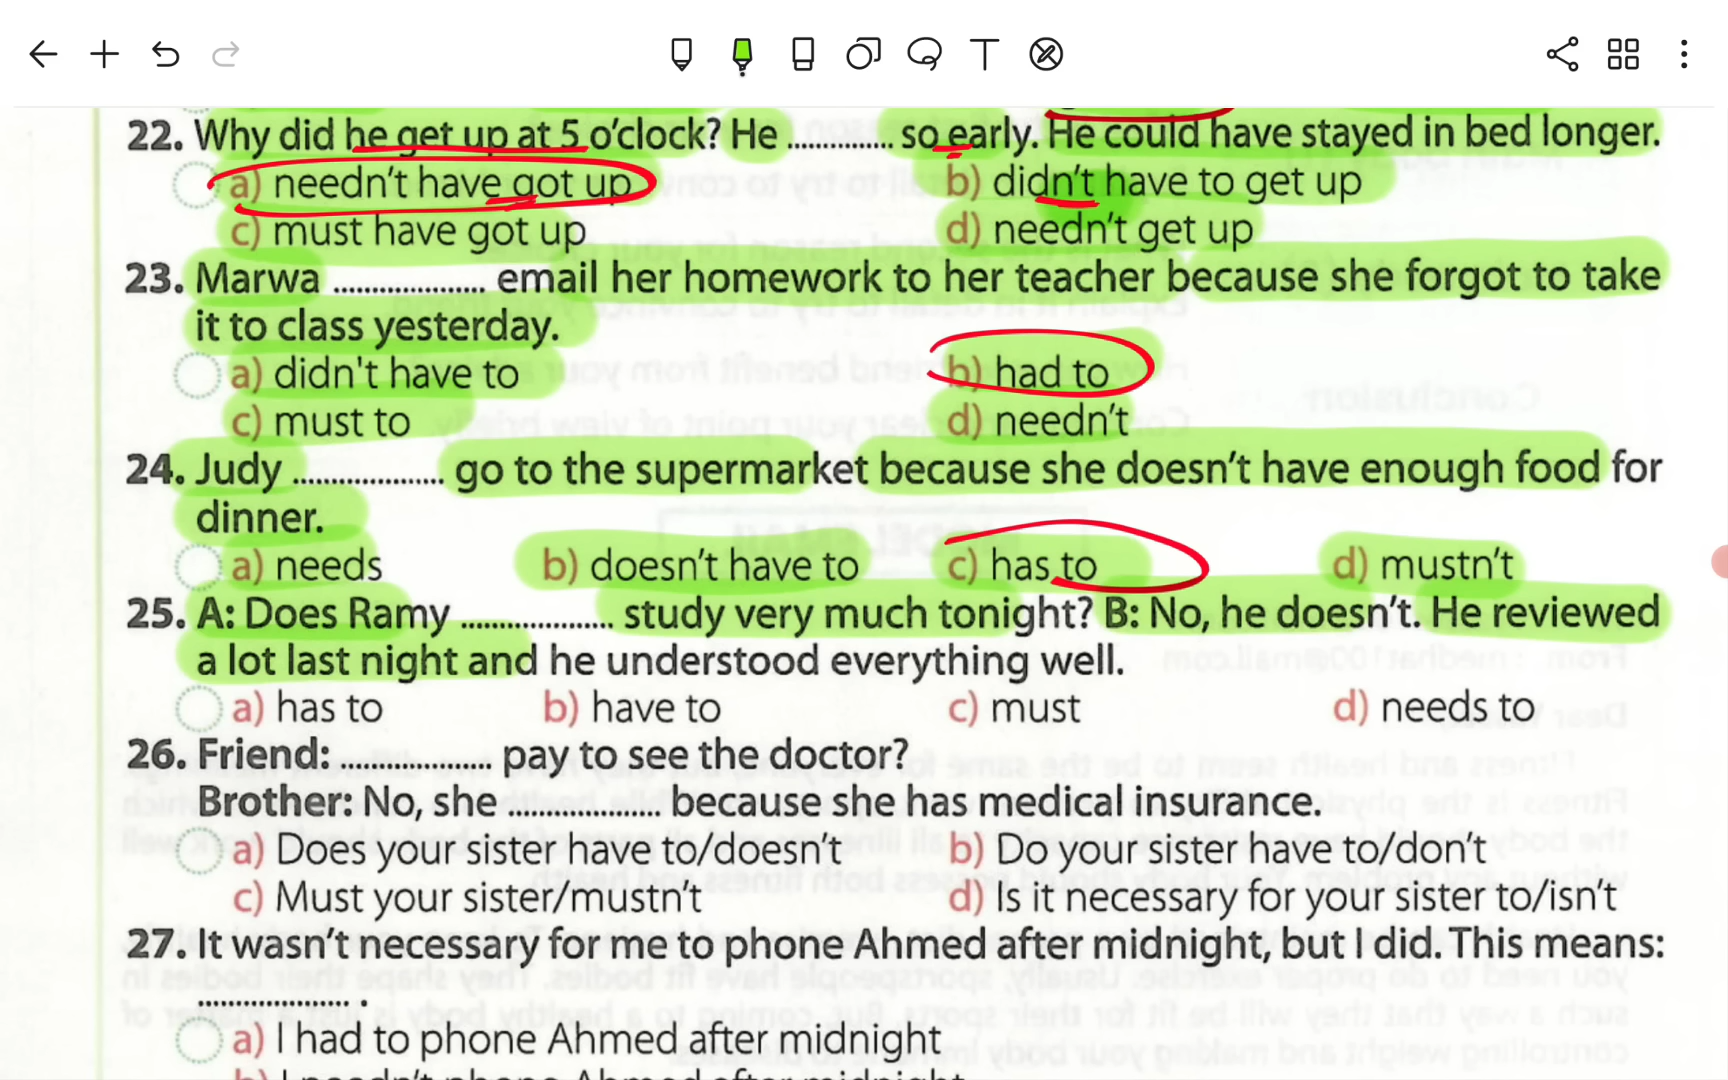 22. Why did he get up at 5 o'clock? He .............. so early. He could have stayed in bed longer.
a) needn't have got up b) didn't have to get up
c) must have got up d) needn't get up
23. Marwa .................. email her homework to her teacher because she forgot to take
it to class yesterday.
a) didn't have to b) had to
c) must to d) needn't
24. Judy .................. go to the supermarket because she doesn't have enough food for
dinner.
a) needs b) doesn't have to c) has to d) mustn't
25. A: Does Ramy .................. study very much tonight? B: No, he doesn't. He reviewed
a lot last night and he understood everything well.
a) has to b) have to c) must d) needs to
26. Friend: .................. pay to see the doctor?
Brother: No, she .................. because she has medical insurance.
a) Does your sister have to/doesn't b) Do your sister have to/don't
c) Must your sister/mustn't d) Is it necessary for your sister to/isn't
27. It wasn't necessary for me to phone Ahmed after midnight, but I did. This means:
.................. .
a) I had to phone Ahmed after midnight.